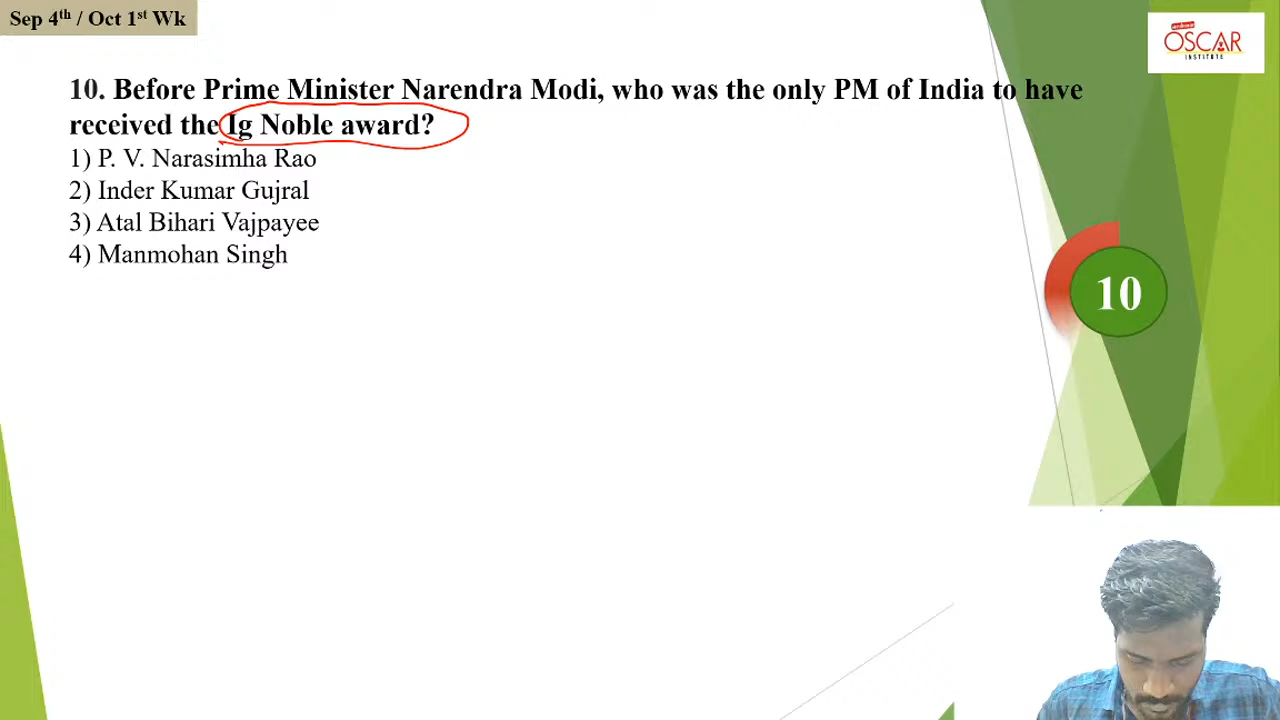 Sep 4th / Oct 1st Wk
OSCAR
INSTITUTE
10. Before Prime Minister Narendra Modi, who was the only PM of India to have
received the Ig Noble award?
1) P. V. Narasimha Rao
2) Inder Kumar Gujral
3) Atal Bihari Vajpayee
4) Manmohan Singh
10